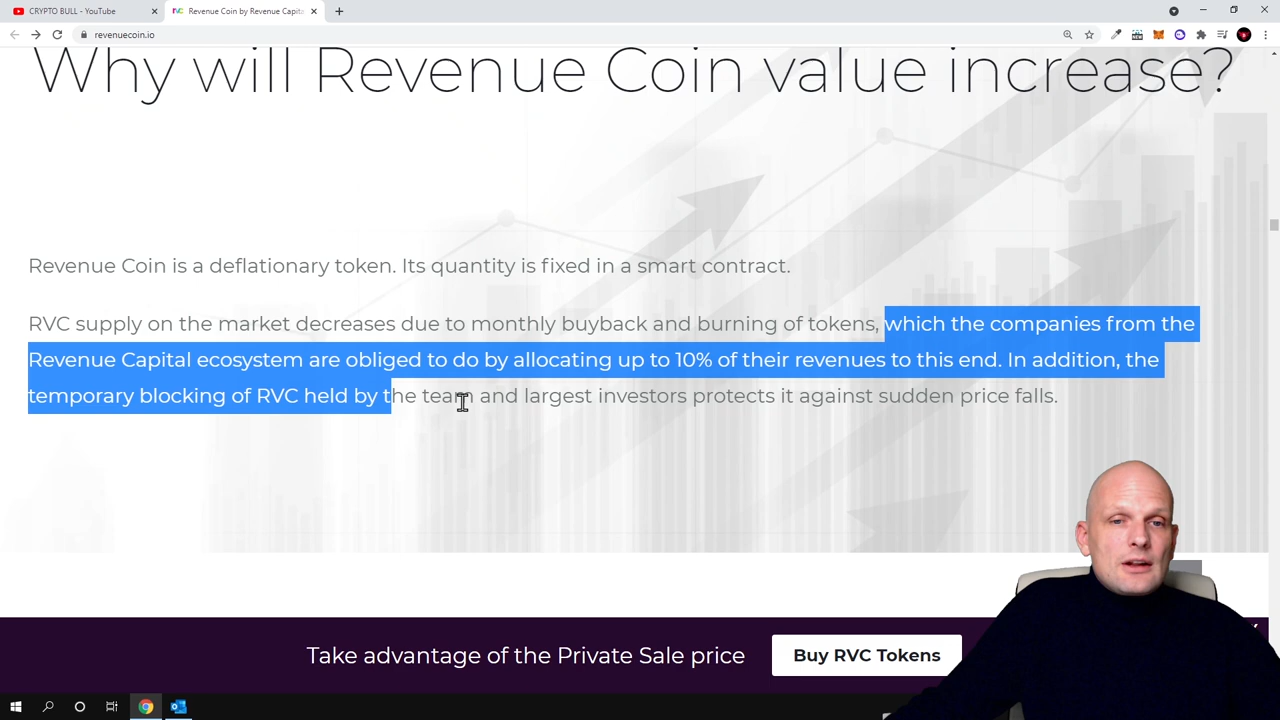 CRYPTO BULL - YouTube
Revenue Coin by Revenue Capita
revenuecoin.io
Why will Revenue Coin value increase?
Revenue Coin is a deflationary token. Its quantity is fixed in a smart contract.
RVC supply on the market decreases due to monthly buyback and burning of tokens, which the companies from the
Revenue Capital ecosystem are obliged to do by allocating up to 10% of their revenues to this end. In addition, the
temporary blocking of RVC held by the team and largest investors protects it against sudden price falls.
Take advantage of the Private Sale price
Buy RVC Tokens